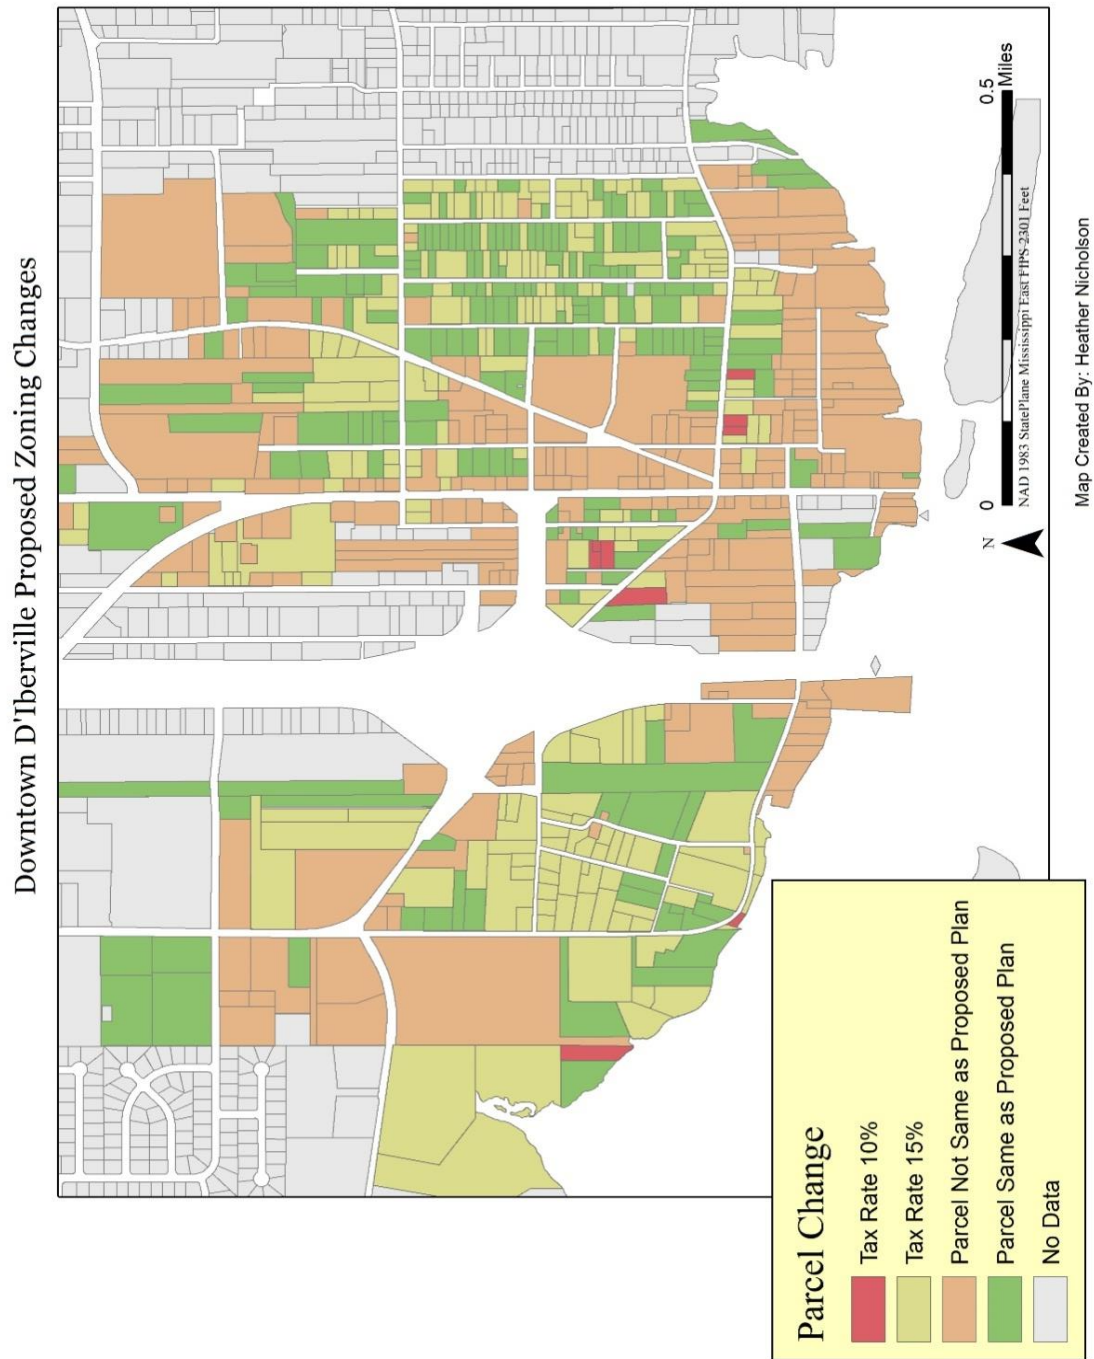 Downtown D'Iberville Proposed Zoning Changes
Parcel Change
Tax Rate 10%
Tax Rate 15%
Parcel Not Same as Proposed Plan
Parcel Same as Proposed Plan
No Data
N
0
0.5
Miles
NAD 1983 StatePlane Mississippi East FIPS 2301 Feet
Map Created By: Heather Nicholson